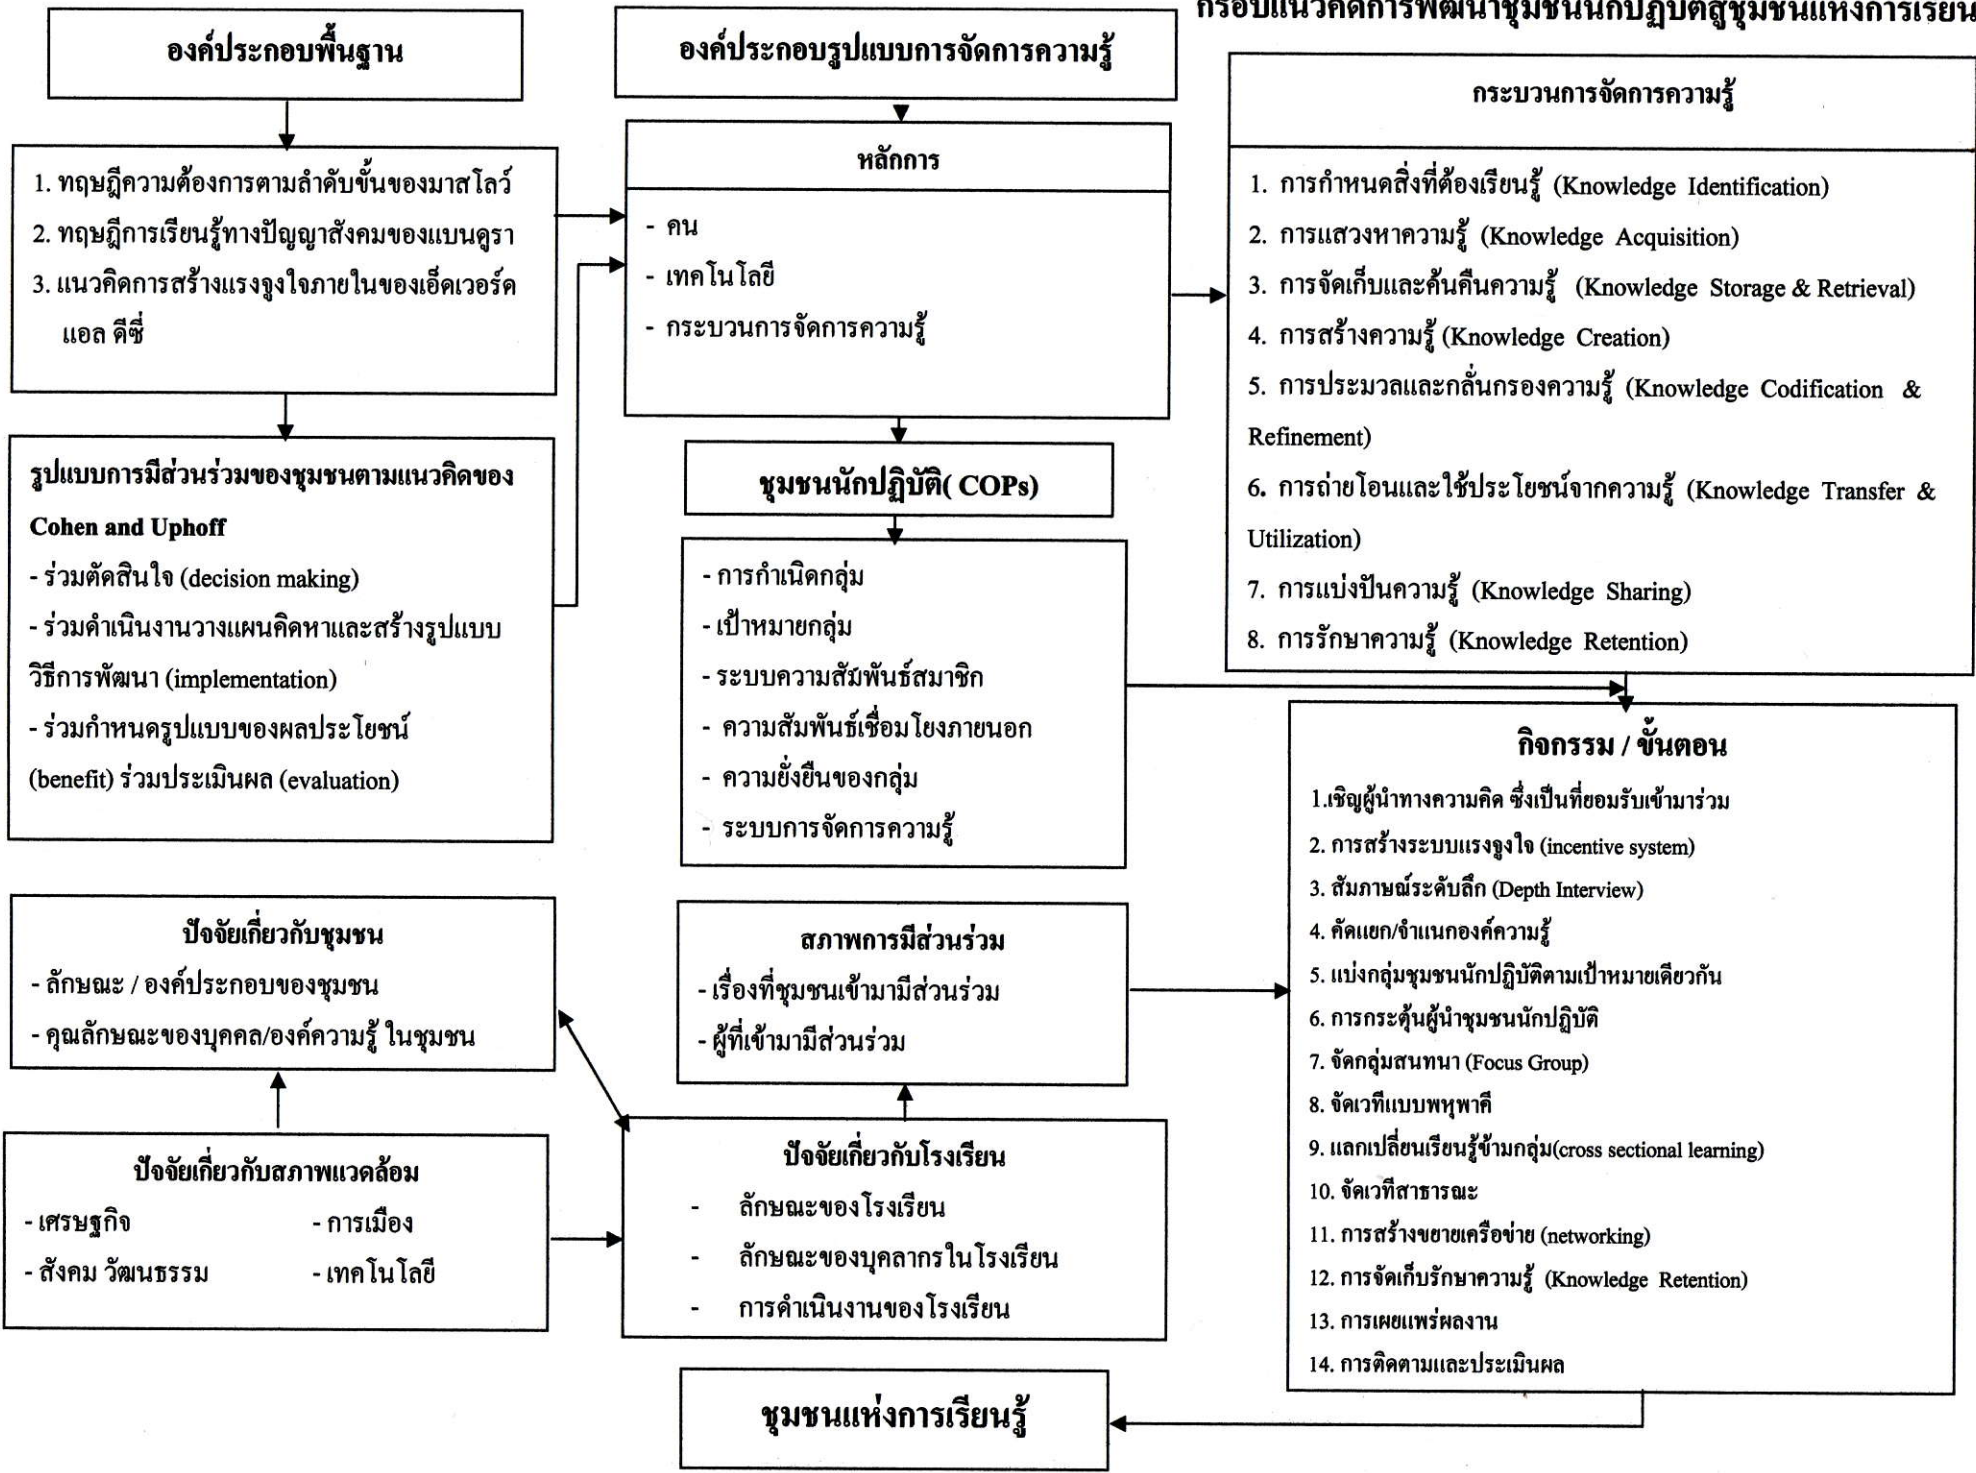 กรอบแนวคิดการพัฒนาชุมชนนักปฏิบัติสู่ชุมชนแห่งการเรียน
องค์ประกอบพื้นฐาน
1. ทฤษฎีความต้องการตามลำดับขั้นของมาสโลว์
2. ทฤษฎีการเรียนรู้ทางปัญญาสังคมของแบนดูรา
3. แนวคิดการสร้างแรงจูงใจภายในของเอ็ดเวอร์ด
แอล ดีซี่
รูปแบบการมีส่วนร่วมของชุมชนตามแนวคิดของ
Cohen and Uphoff
- ร่วมตัดสินใจ (decision making)
- ร่วมดำเนินงานวางแผนคิดหาและสร้างรูปแบบ
วิธีการพัฒนา (implementation)
- ร่วมกำหนดรูปแบบของผลประโยชน์
(benefit) ร่วมประเมินผล (evaluation)
องค์ประกอบรูปแบบการจัดการความรู้
หลักการ
- คน
- เทคโนโลยี
- กระบวนการจัดการความรู้
ชุมชนนักปฏิบัติ( COPs)
- การกำเนิดกลุ่ม
- เป้าหมายกลุ่ม
- ระบบความสัมพันธ์สมาชิก
- ความสัมพันธ์เชื่อมโยงภายนอก
- ความยั่งยืนของกลุ่ม
- ระบบการจัดการความรู้
กระบวนการจัดการความรู้
1. การกำหนดสิ่งที่ต้องเรียนรู้ (Knowledge Identification)
2. การแสวงหาความรู้ (Knowledge Acquisition)
3. การจัดเก็บและค้นคืนความรู้ (Knowledge Storage & Retrieval)
4. การสร้างความรู้ (Knowledge Creation)
5. การประมวลและกลั่นกรองความรู้ (Knowledge Codification &
Refinement)
6. การถ่ายโอนและใช้ประโยชน์จากความรู้ (Knowledge Transfer &
Utilization)
7. การแบ่งปันความรู้ (Knowledge Sharing)
8. การรักษาความรู้ (Knowledge Retention)
ปัจจัยเกี่ยวกับชุมชน
- ลักษณะ / องค์ประกอบของชุมชน
- คุณลักษณะของบุคคล/องค์ความรู้ ในชุมชน
ปัจจัยเกี่ยวกับสภาพแวดล้อม
- เศรษฐกิจ - การเมือง
- สังคม วัฒนธรรม - เทคโนโลยี
สภาพการมีส่วนร่วม
- เรื่องที่ชุมชนเข้ามามีส่วนร่วม
- ผู้ที่เข้ามามีส่วนร่วม
ปัจจัยเกี่ยวกับโรงเรียน
- ลักษณะของโรงเรียน
- ลักษณะของบุคลากรในโรงเรียน
- การดำเนินงานของโรงเรียน
กิจกรรม / ขั้นตอน
1.เชิญผู้นำทางความคิด ซึ่งเป็นที่ยอมรับเข้ามาร่วม
2. การสร้างระบบแรงจูงใจ (incentive system)
3. สัมภาษณ์ระดับลึก (Depth Interview)
4. คัดแยก/จำแนกองค์ความรู้
5. แบ่งกลุ่มชุมชนนักปฏิบัติตามเป้าหมายเดียวกัน
6. การกระตุ้นผู้นำชุมชนนักปฏิบัติ
7. จัดกลุ่มสนทนา (Focus Group)
8. จัดเวทีแบบพหุพาคี
9. แลกเปลี่ยนเรียนรู้ข้ามกลุ่ม(cross sectional learning)
10. จัดเวทีสาธารณะ
11. การสร้างขยายเครือข่าย (networking)
12. การจัดเก็บรักษาความรู้ (Knowledge Retention)
13. การเผยแพร่ผลงาน
14. การติดตามและประเมินผล
ชุมชนแห่งการเรียนรู้